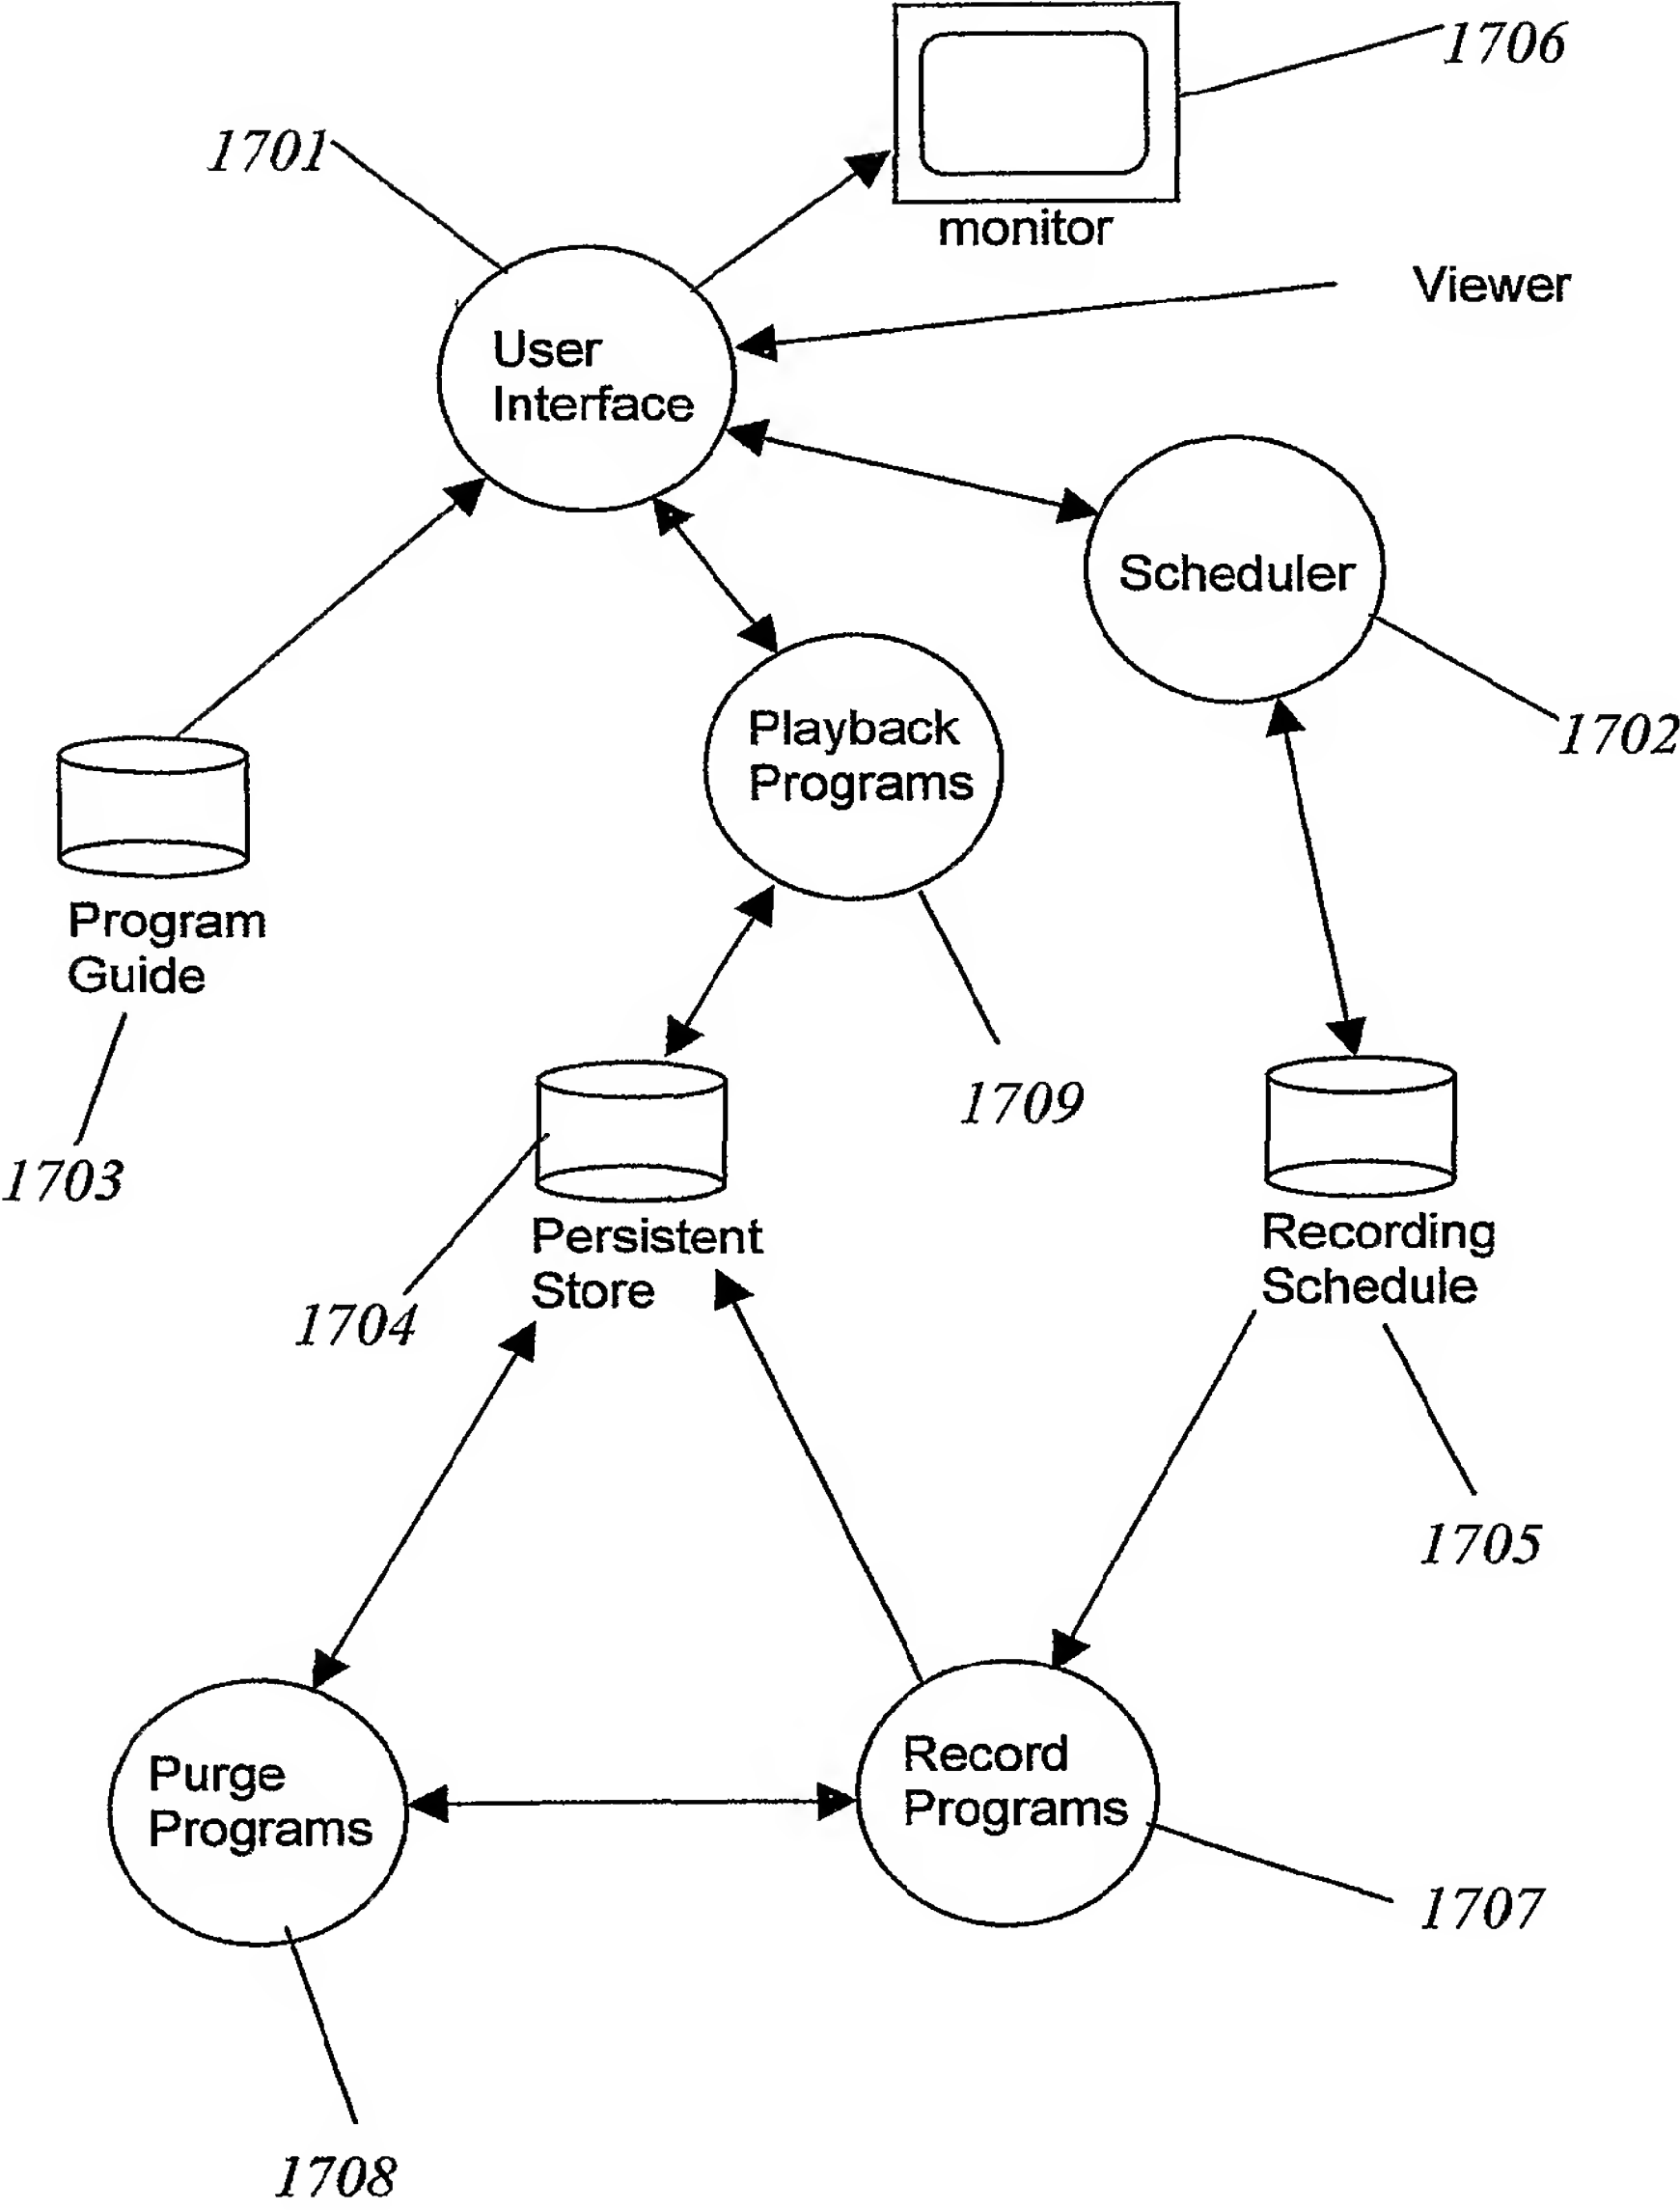 1706
1701
monitor
Viewer
User
Interface
Scheduler
1702
Playback
Programs
Program
Guide
1709
1703
Persistent
Store
Recording
Schedule
1704
1705
Record
Programs
Purge
Programs
1707
1708